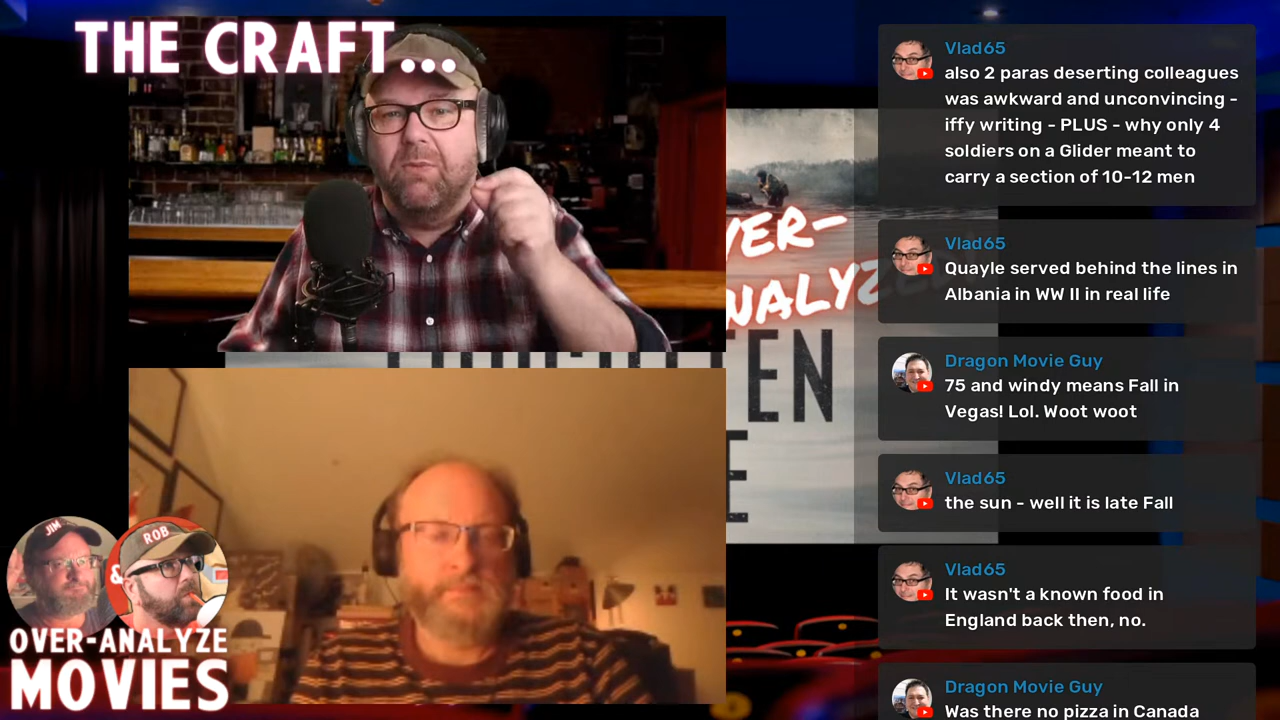 THE CRAFT...
VER-
NALYZE
TEN
E
JIM
&
ROB
OVER-ANALYZE
MOVIES
Vlad65
also 2 paras deserting colleagues
was awkward and unconvincing -
iffy writing - PLUS - why only 4
soldiers on a Glider meant to
carry a section of 10-12 men
Vlad65
Quayle served behind the lines in
Albania in WW II in real life
Dragon Movie Guy
75 and windy means Fall in
Vegas! Lol. Woot woot
Vlad65
the sun - well it is late Fall
Vlad65
It wasn't a known food in
England back then, no.
Dragon Movie Guy
Was there no pizza in Canada